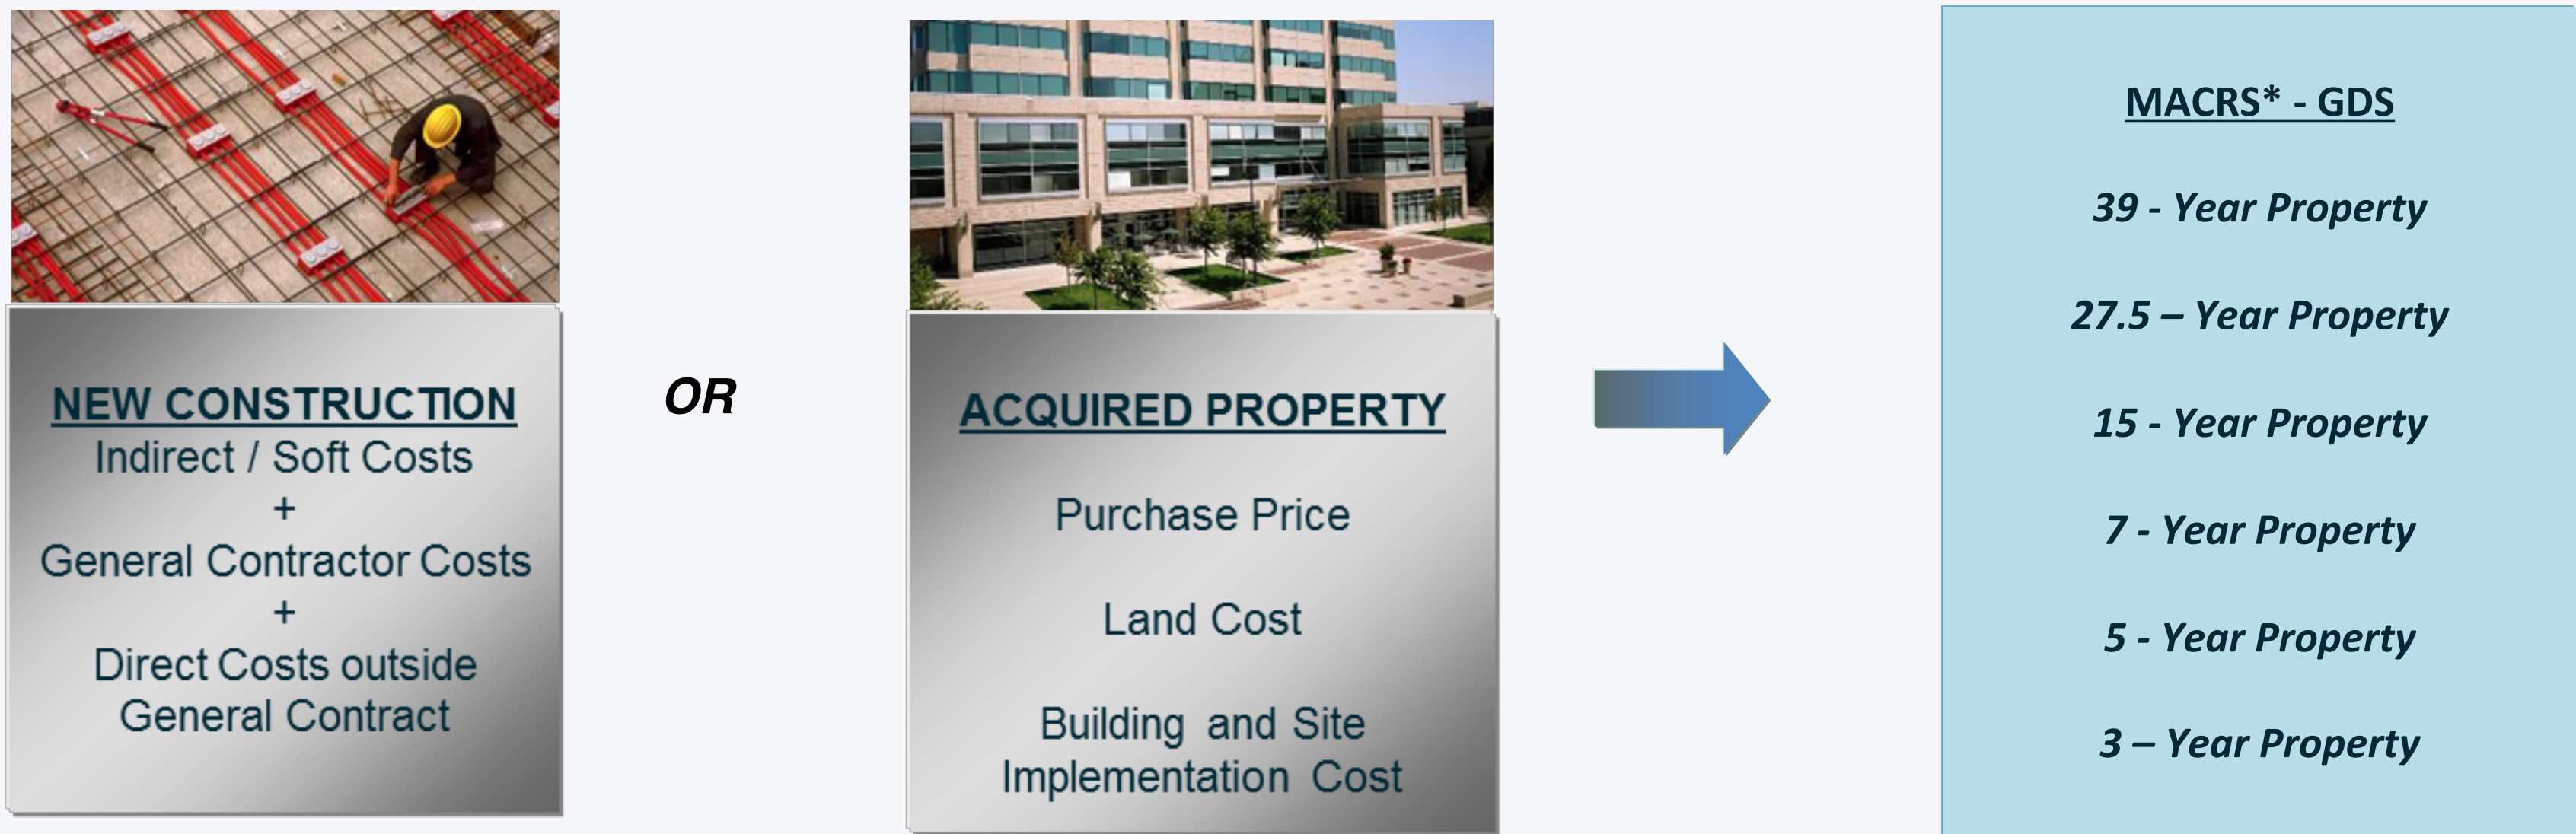 NEW CONSTRUCTION
Indirect / Soft Costs
+
General Contractor Costs
+
Direct Costs outside
General Contract
OR
ACQUIRED PROPERTY
Purchase Price
Land Cost
Building and Site
Implementation Cost
MACRS* - GDS
39 - Year Property
27.5 – Year Property
15 - Year Property
7 - Year Property
5 - Year Property
3 – Year Property